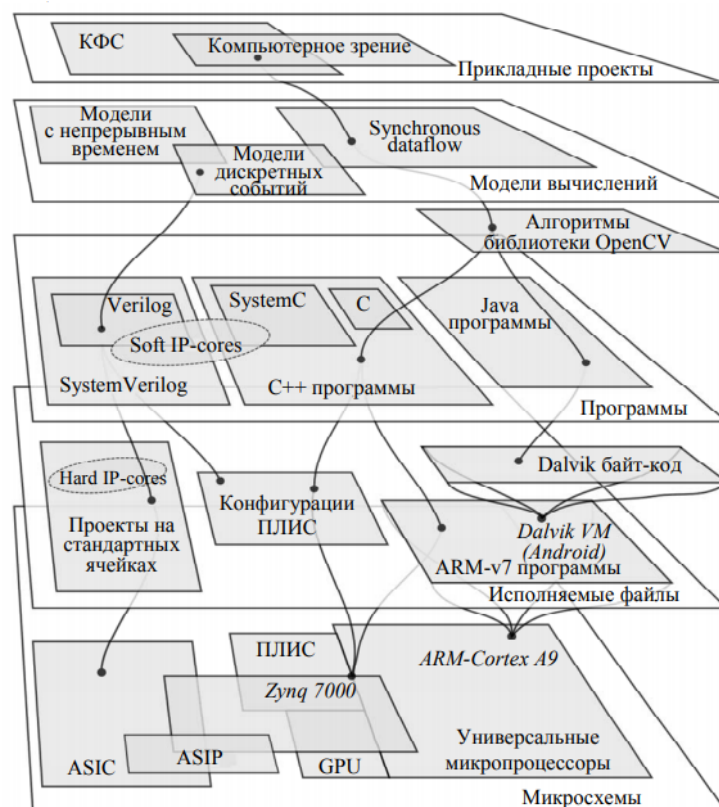 КФС
Компьютерное зрение
Прикладные проекты
Модели
с непрерывным
временем
Модели
дискретных
событий
Synchronous
dataflow
Модели вычислений
Алгоритмы
библиотеки OpenCV
Verilog
Soft IP-cores
SystemVerilog
SystemC
C
C++ программы
Java
программы
Программы
Hard IP-cores
Проекты на
стандартных
ячейках
Конфигурации
ПЛИС
Dalvik байт-код
Dalvik VM
(Android)
ARM-v7 программы
Исполняемые файлы
ПЛИС
Zynq 7000
ARM-Cortex A9
ASIC
ASIP
GPU
Универсальные
микропроцессоры
Микросхемы